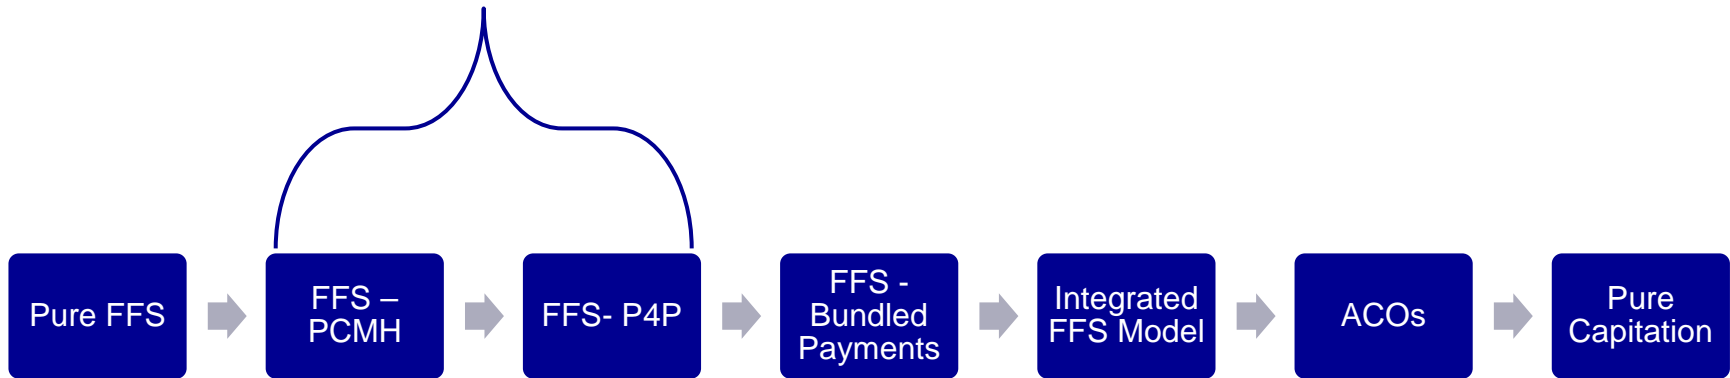 Pure FFS
FFS –
PCMH
FFS- P4P
FFS -
Bundled
Payments
Integrated
FFS Model
ACOs
Pure
Capitation